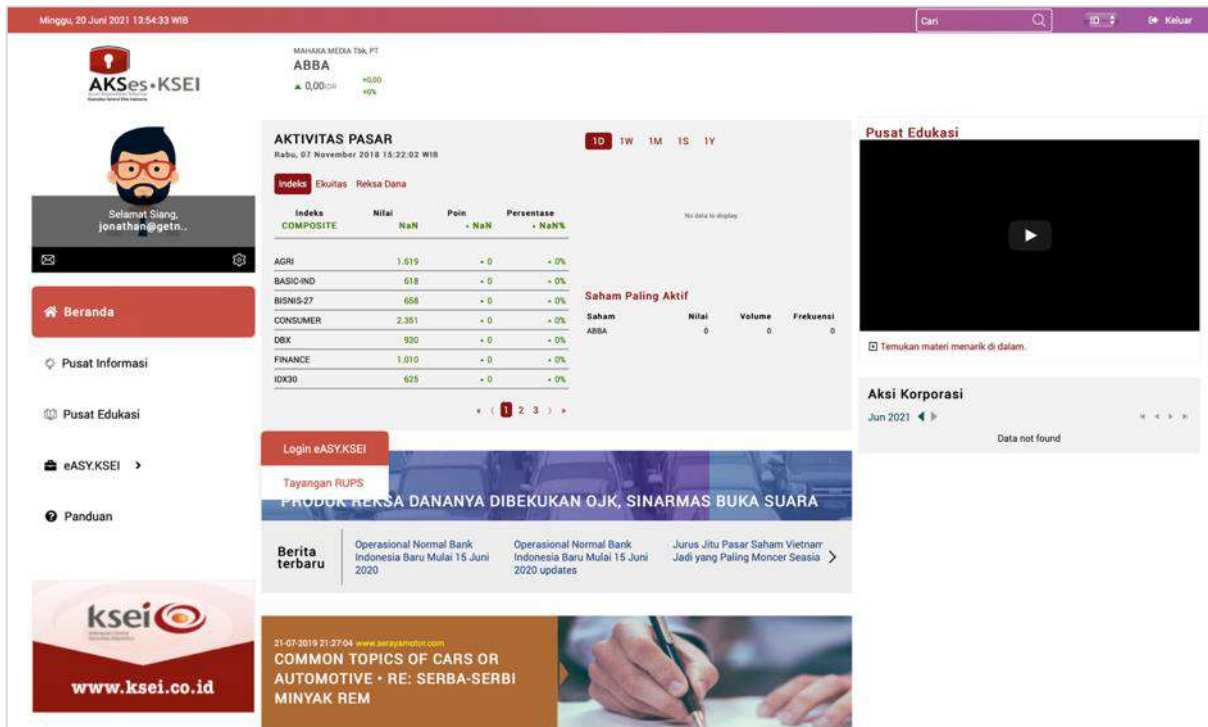 Minggu, 20 Juni 2021 13:54:33 WIB
Cari
ID
Keluar
AKSes•KSEI
MAHAKA MEDIA Tbk, PT
ABBA
▲ 0,00 IDR
+0,00
+0%
Selamat Siang,
jonathan@getn..
Beranda
Pusat Informasi
Pusat Edukasi
eASY.KSEI >
Panduan
ksei
www.ksei.co.id
AKTIVITAS PASAR
Rabu, 07 November 2018 15:22:02 WIB
Indeks Ekuitas Reksa Dana
Indeks Nilai Poin Persentase
COMPOSITE NaN NaN NaN%
AGRI 1.619 0 0%
BASIC-IND 618 0 0%
BISNIS-27 658 0 0%
CONSUMER 2.351 0 0%
DBX 930 0 0%
FINANCE 1.010 0 0%
IDX30 625 0 0%
« ‹ 1 2 3 › »
1D 1W 1M 1S 1Y
No data to display
Saham Paling Aktif
Saham Nilai Volume Frekuensi
ABBA 0 0 0
Login eASY.KSEI
Tayangan RUPS
PRODUK REKSA DANANYA DIBEKUKAN OJK, SINARMAS BUKA SUARA
Berita
terbaru
Operasional Normal Bank
Indonesia Baru Mulai 15 Juni
2020
Operasional Normal Bank
Indonesia Baru Mulai 15 Juni
2020 updates
Jurus Jitu Pasar Saham Vietnam
Jadi yang Paling Moncer Seasia
21-07-2019 21:27:04 www.serayamotor.com
COMMON TOPICS OF CARS OR
AUTOMOTIVE • RE: SERBA-SERBI
MINYAK REM
Pusat Edukasi
Temukan materi menarik di dalam.
Aksi Korporasi
Jun 2021
Data not found